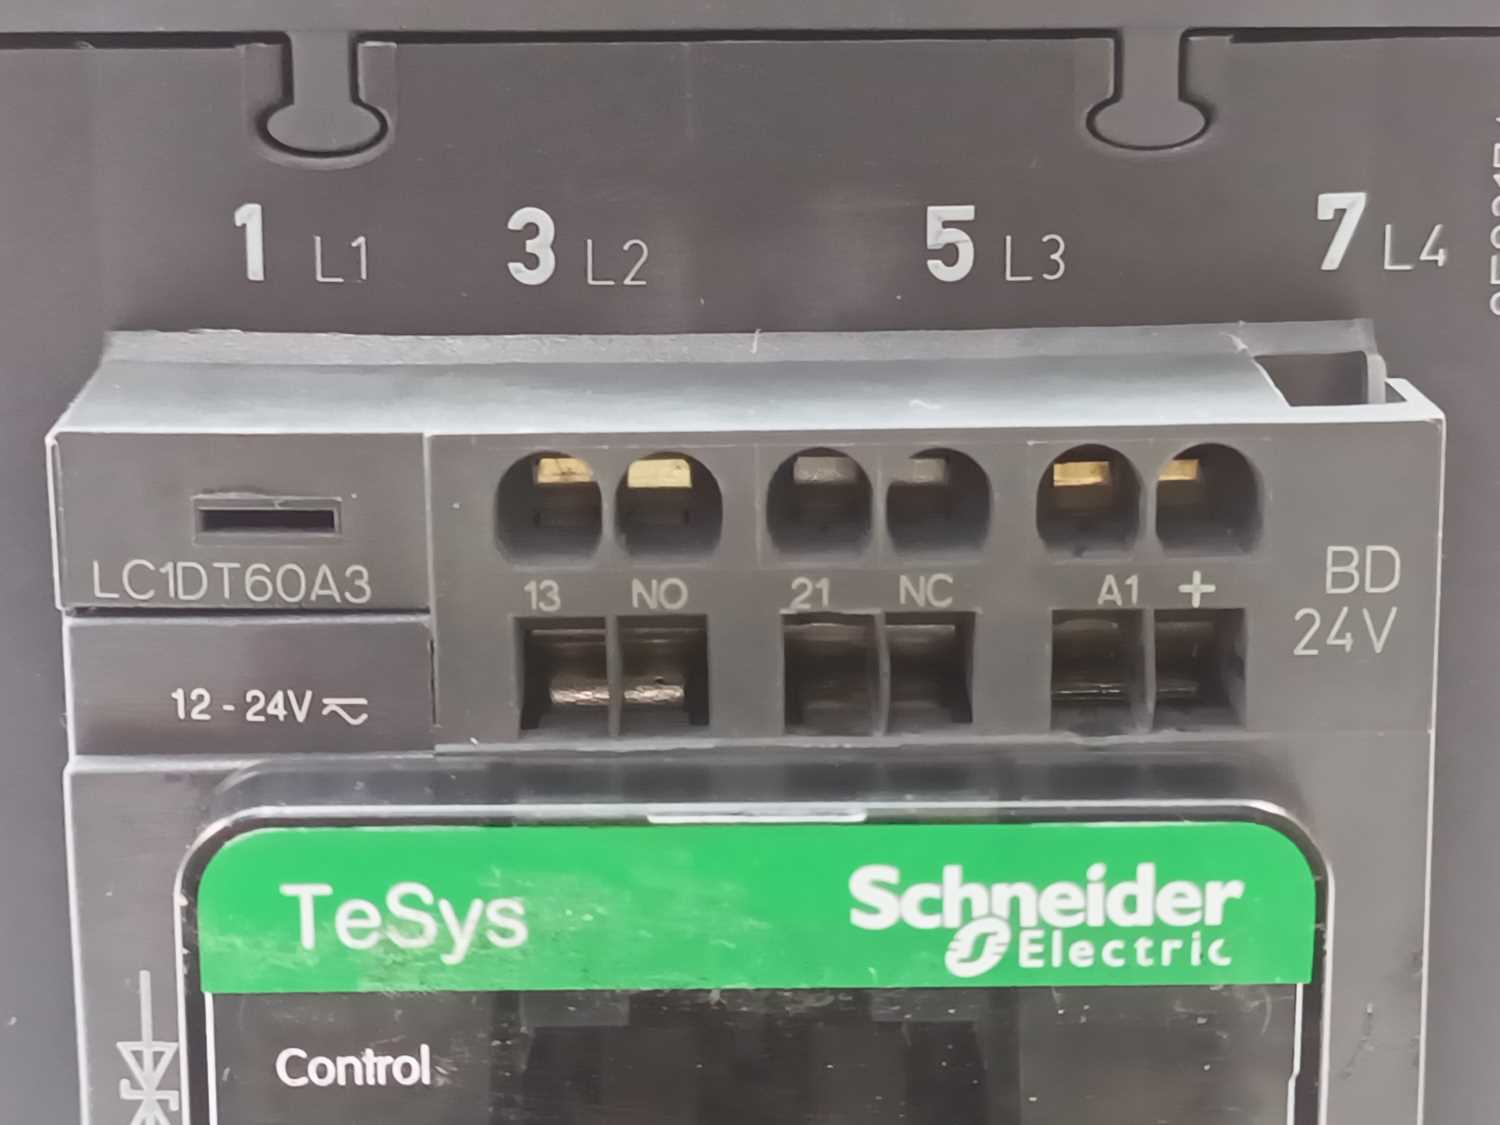 1 L1 3 L2 5 L3 7 L4
LC1DT60A3
13 NO 21 NC A1 +
BD
24V
12 - 24V
TeSys
Schneider
Electric
Control